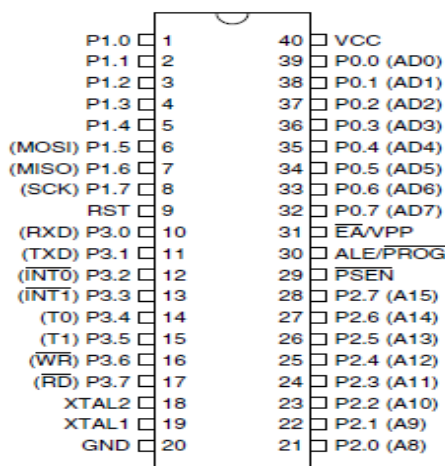 P1.0 1 40 VCC
P1.1 2 39 P0.0 (AD0)
P1.2 3 38 P0.1 (AD1)
P1.3 4 37 P0.2 (AD2)
P1.4 5 36 P0.3 (AD3)
(MOSI) P1.5 6 35 P0.4 (AD4)
(MISO) P1.6 7 34 P0.5 (AD5)
(SCK) P1.7 8 33 P0.6 (AD6)
RST 9 32 P0.7 (AD7)
(RXD) P3.0 10 31 E̅A̅/VPP
(TXD) P3.1 11 30 ALE/P̅R̅O̅G̅
(I̅N̅T̅0̅) P3.2 12 29 P̅S̅E̅N̅
(I̅N̅T̅1̅) P3.3 13 28 P2.7 (A15)
(T0) P3.4 14 27 P2.6 (A14)
(T1) P3.5 15 26 P2.5 (A13)
(W̅R̅) P3.6 16 25 P2.4 (A12)
(R̅D̅) P3.7 17 24 P2.3 (A11)
XTAL2 18 23 P2.2 (A10)
XTAL1 19 22 P2.1 (A9)
GND 20 21 P2.0 (A8)